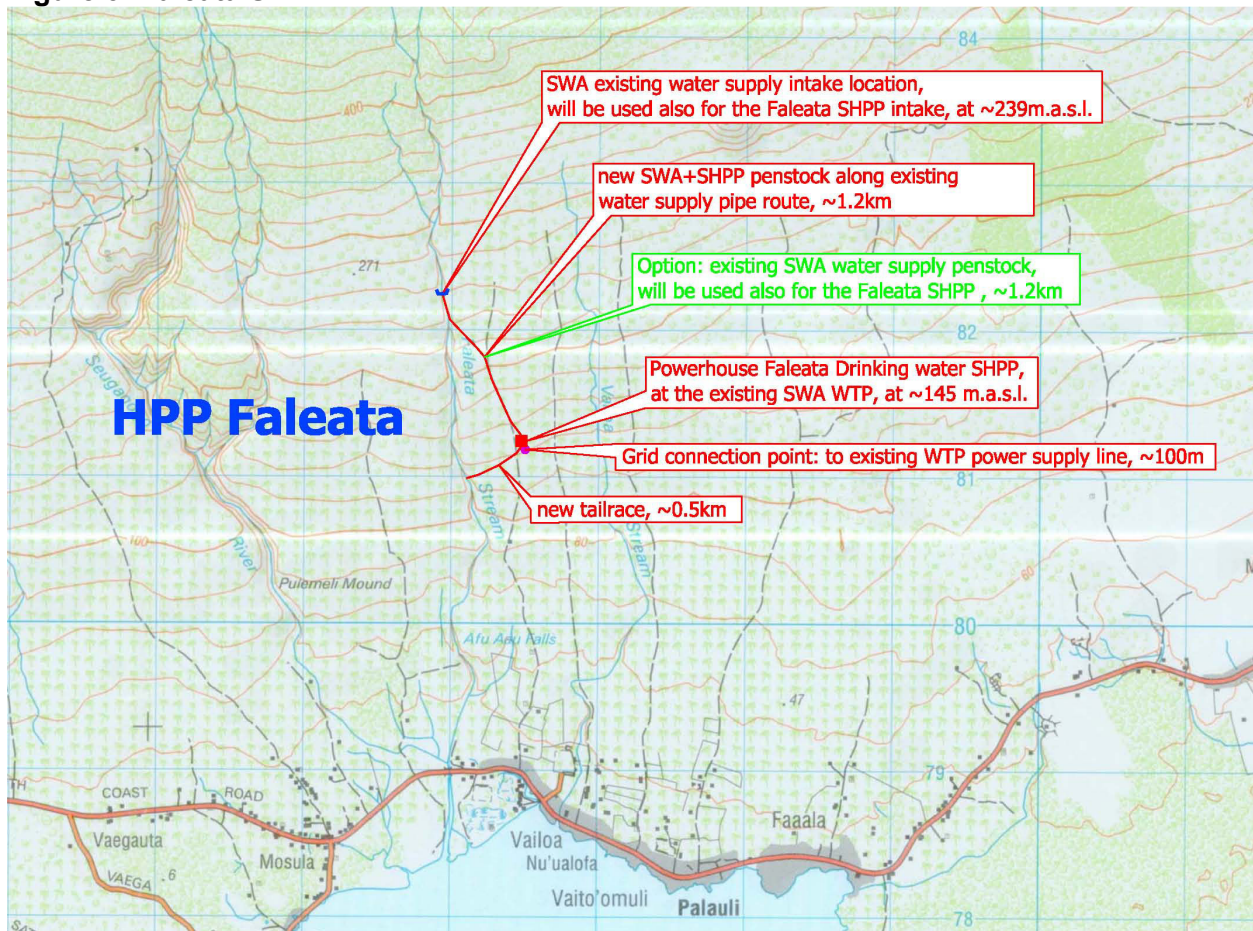 84
400
SWA existing water supply intake location,
will be used also for the Faleata SHPP intake, at ~239m.a.s.l.
new SWA+SHPP penstock along existing
water supply pipe route, ~1.2km
.271
Option: existing SWA water supply penstock,
will be used also for the Faleata SHPP , ~1.2km
82
Faleata
Powerhouse Faleata Drinking water SHPP,
at the existing SWA WTP, at ~145 m.a.s.l.
HPP Faleata
Grid connection point: to existing WTP power supply line, ~100m
81
new tailrace, ~0.5km
Stream
Stream
100
80
River
60
Pulemeli Mound
80
Afu Aau Falls
.47
79
COAST ROAD
Vaegauta
Mosula
Vailoa
Faaala
Nu'ualofa
VAEGA
.6
Vaito'omuli
Palauli
78